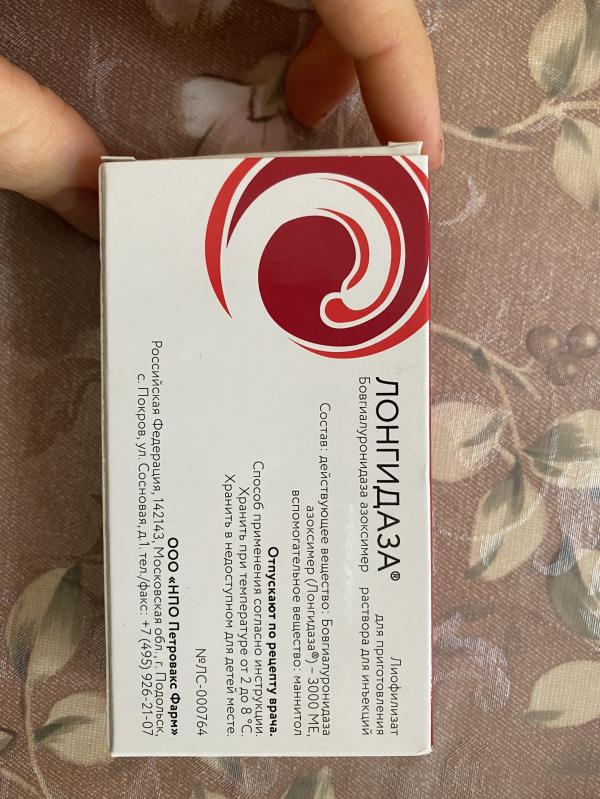 ЛОНГИДАЗА®
Бовгиалуронидаза азоксимер
Лиофилизат
для приготовления
раствора для инъекций
Состав: действующее вещество: Бовгиалуронидаза
азоксимер (Лонгидаза®) – 3000 МЕ,
вспомогательное вещество: маннитол
Отпускают по рецепту врача.
Способ применения согласно инструкции.
Хранить при температуре от 2 до 8 °C.
Хранить в недоступном для детей месте.
№ЛС-000764
ООО «НПО Петровакс Фарм»
Российская Федерация, 142143, Московская обл., г. Подольск,
с. Покров, ул. Сосновая, д.1. тел./факс: +7 (495) 926-21-07